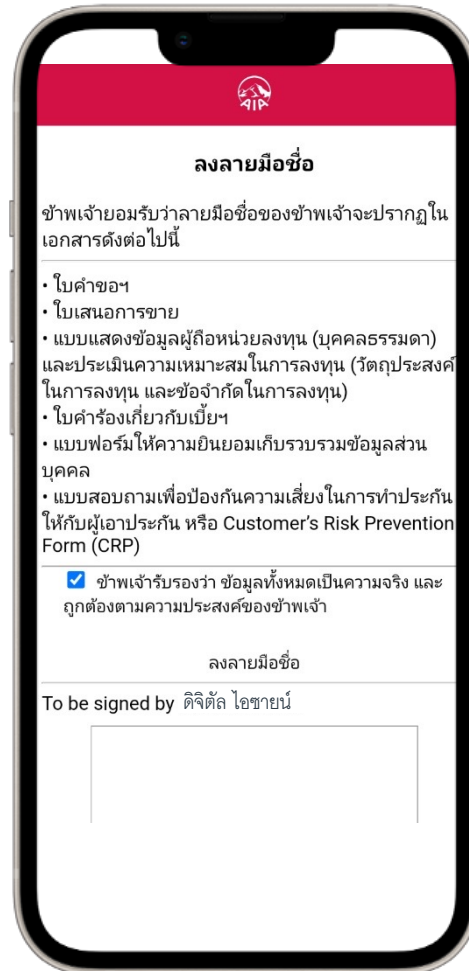 AIA
ลงลายมือชื่อ
ข้าพเจ้ายอมรับว่าลายมือชื่อของข้าพเจ้าจะปรากฏใน
เอกสารดังต่อไปนี้
• ใบคำขอฯ
• ใบเสนอการขาย
• แบบแสดงข้อมูลผู้ถือหน่วยลงทุน (บุคคลธรรมดา)
และประเมินความเหมาะสมในการลงทุน (วัตถุประสงค์
ในการลงทุน และข้อจำกัดในการลงทุน)
• ใบคำร้องเกี่ยวกับเบี้ยฯ
• แบบฟอร์มให้ความยินยอมเก็บรวบรวมข้อมูลส่วน
บุคคล
• แบบสอบถามเพื่อป้องกันความเสี่ยงในการทำประกัน
ให้กับผู้เอาประกัน หรือ Customer's Risk Prevention
Form (CRP)
ข้าพเจ้ารับรองว่า ข้อมูลทั้งหมดเป็นความจริง และ
ถูกต้องตามความประสงค์ของข้าพเจ้า
ลงลายมือชื่อ
To be signed by ดิจิตัล ไอซายน์